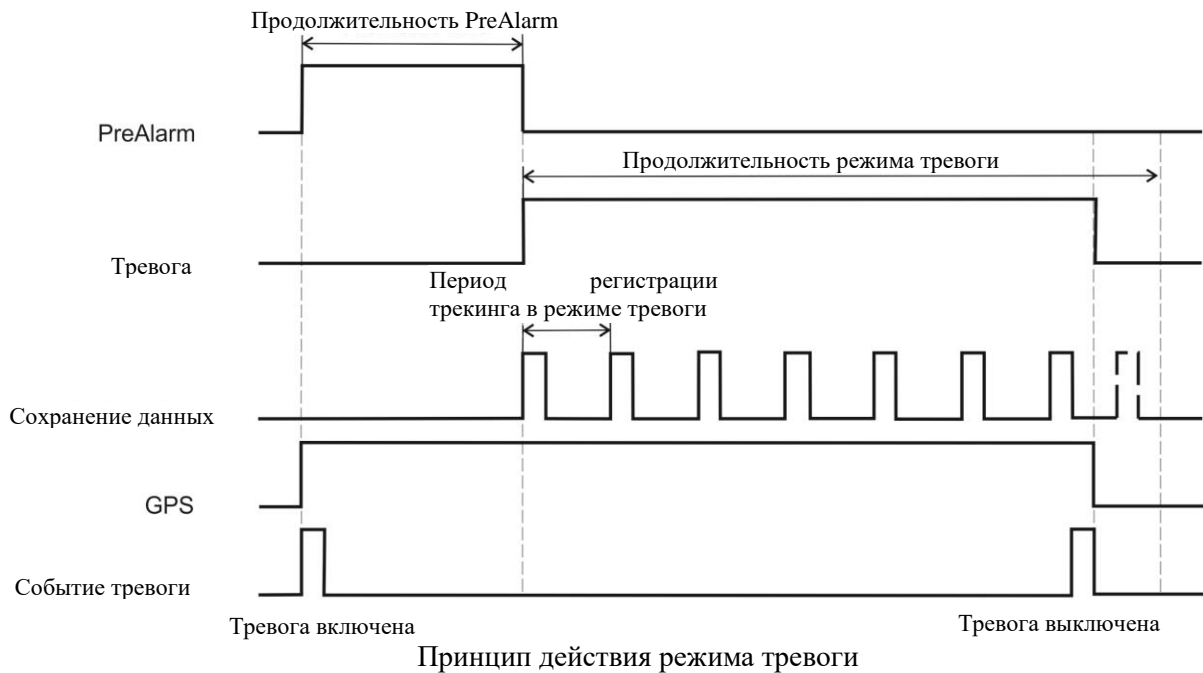 Продолжительность PreAlarm
PreAlarm
Продолжительность режима тревоги
Тревога
Период регистрации
трекинга в режиме тревоги
Сохранение данных
GPS
Событие тревоги
Тревога включена
Тревога выключена
Принцип действия режима тревоги